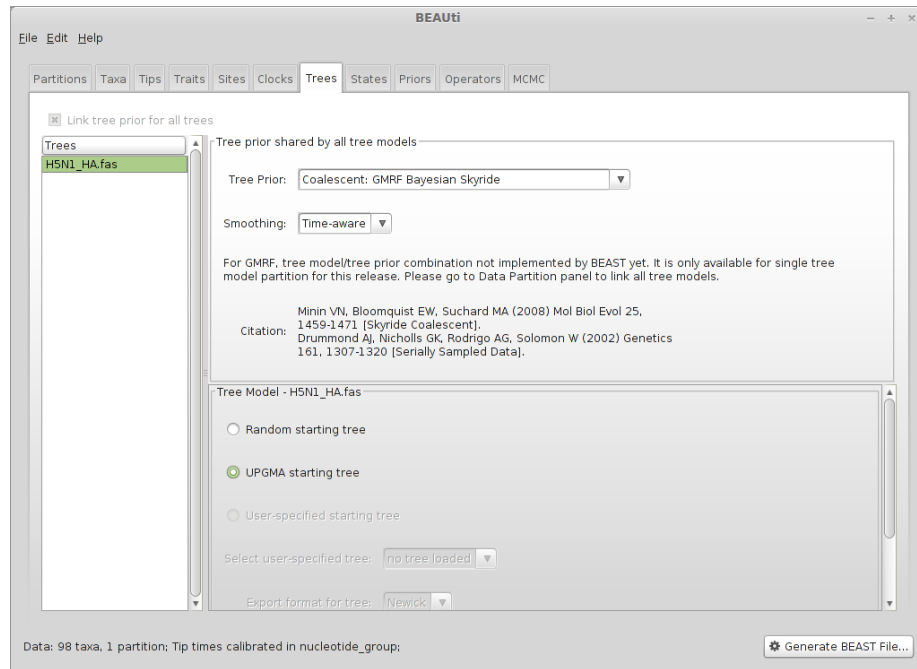 BEAUti
File Edit Help
Partitions Taxa Tips Traits Sites Clocks Trees States Priors Operators MCMC
Link tree prior for all trees
Trees
H5N1_HA.fas
Tree prior shared by all tree models
Tree Prior: Coalescent: GMRF Bayesian Skyride
Smoothing: Time-aware
For GMRF, tree model/tree prior combination not implemented by BEAST yet. It is only available for single tree
model partition for this release. Please go to Data Partition panel to link all tree models.
Citation:
Minin VN, Bloomquist EW, Suchard MA (2008) Mol Biol Evol 25,
1459-1471 [Skyride Coalescent].
Drummond AJ, Nicholls GK, Rodrigo AG, Solomon W (2002) Genetics
161, 1307-1320 [Serially Sampled Data].
Tree Model - H5N1_HA.fas
Random starting tree
UPGMA starting tree
User-specified starting tree
Select user-specified tree: no tree loaded
Export format for tree: Newick
Data: 98 taxa, 1 partition; Tip times calibrated in nucleotide_group;
Generate BEAST File...